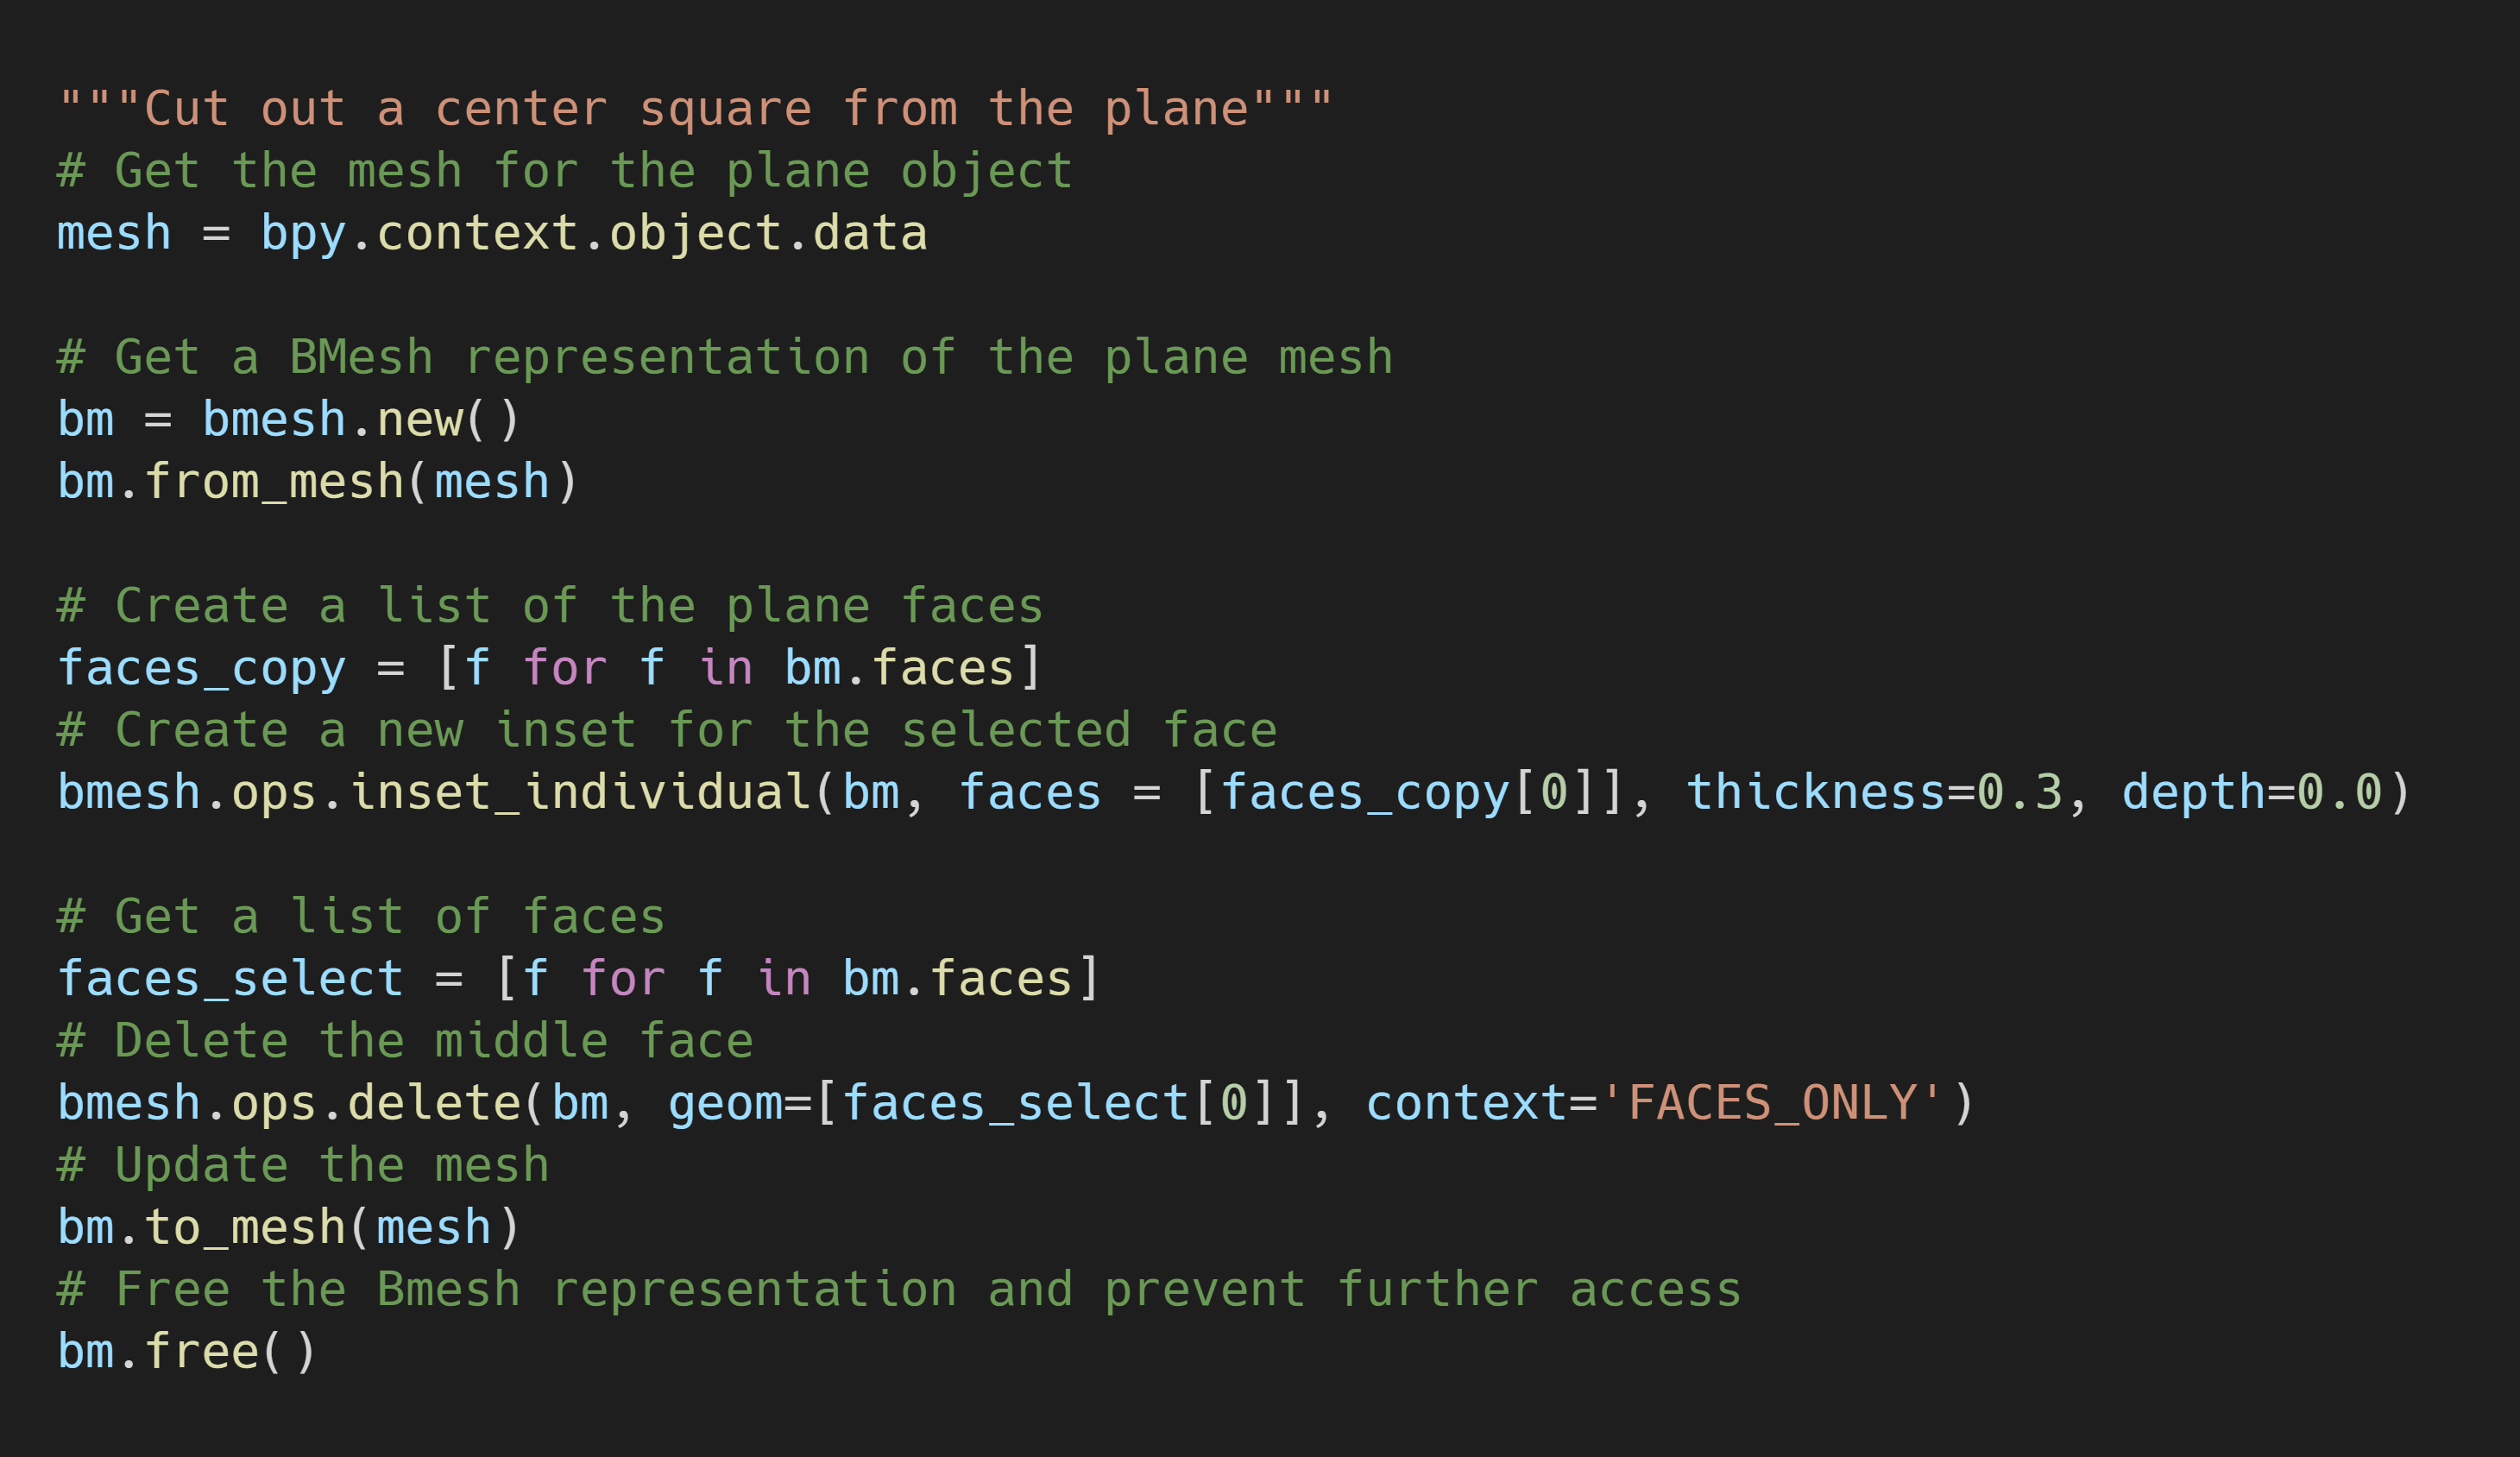 """Cut out a center square from the plane"""
# Get the mesh for the plane object
mesh = bpy.context.object.data
# Get a BMesh representation of the plane mesh
bm = bmesh.new()
bm.from_mesh(mesh)
# Create a list of the plane faces
faces_copy = [f for f in bm.faces]
# Create a new inset for the selected face
bmesh.ops.inset_individual(bm, faces = [faces_copy[0]], thickness=0.3, depth=0.0)
# Get a list of faces
faces_select = [f for f in bm.faces]
# Delete the middle face
bmesh.ops.delete(bm, geom=[faces_select[0]], context='FACES_ONLY')
# Update the mesh
bm.to_mesh(mesh)
# Free the Bmesh representation and prevent further access
bm.free()